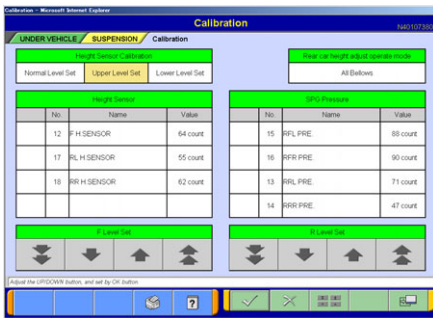 Calibration - Microsoft Internet Explorer
Calibration
UNDER VEHICLE SUSPENSION Calibration
Height Sensor Calibration
Normal Level Set Upper Level Set Lower Level Set
Rear car height adjust operate mode
All Bellows
Height Sensor
No. Name Value
12 F H.SENSOR 64 count
17 RL H.SENSOR 55 count
18 RR H.SENSOR 62 count
SPG Pressure
No. Name Value
15 RFL PRE. 88 count
16 RFR PRE. 90 count
13 RRL PRE. 71 count
14 RRR PRE. 47 count
F Level Set
R Level Set
Adjust the UP/DOWN button, and set by OK button.